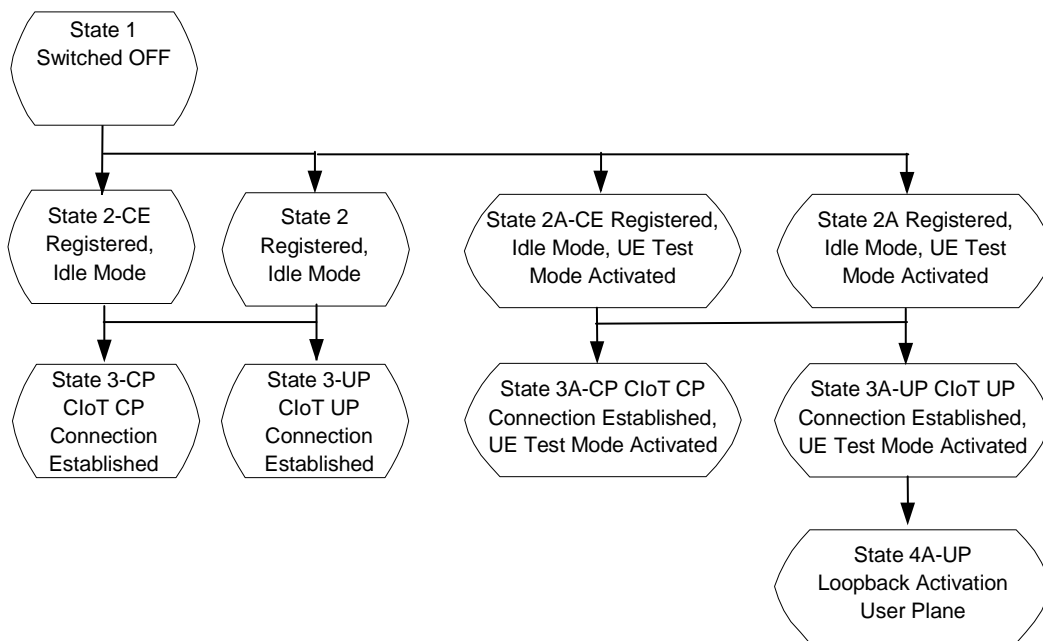 State 1
Switched OFF
State 2-CE
Registered,
Idle Mode
State 2
Registered,
Idle Mode
State 2A-CE Registered,
Idle Mode, UE Test
Mode Activated
State 2A Registered,
Idle Mode, UE Test
Mode Activated
State 3-CP
CIoT CP
Connection
Established
State 3-UP
CIoT UP
Connection
Established
State 3A-CP CIoT CP
Connection Established,
UE Test Mode Activated
State 3A-UP CIoT UP
Connection Established,
UE Test Mode Activated
State 4A-UP
Loopback Activation
User Plane